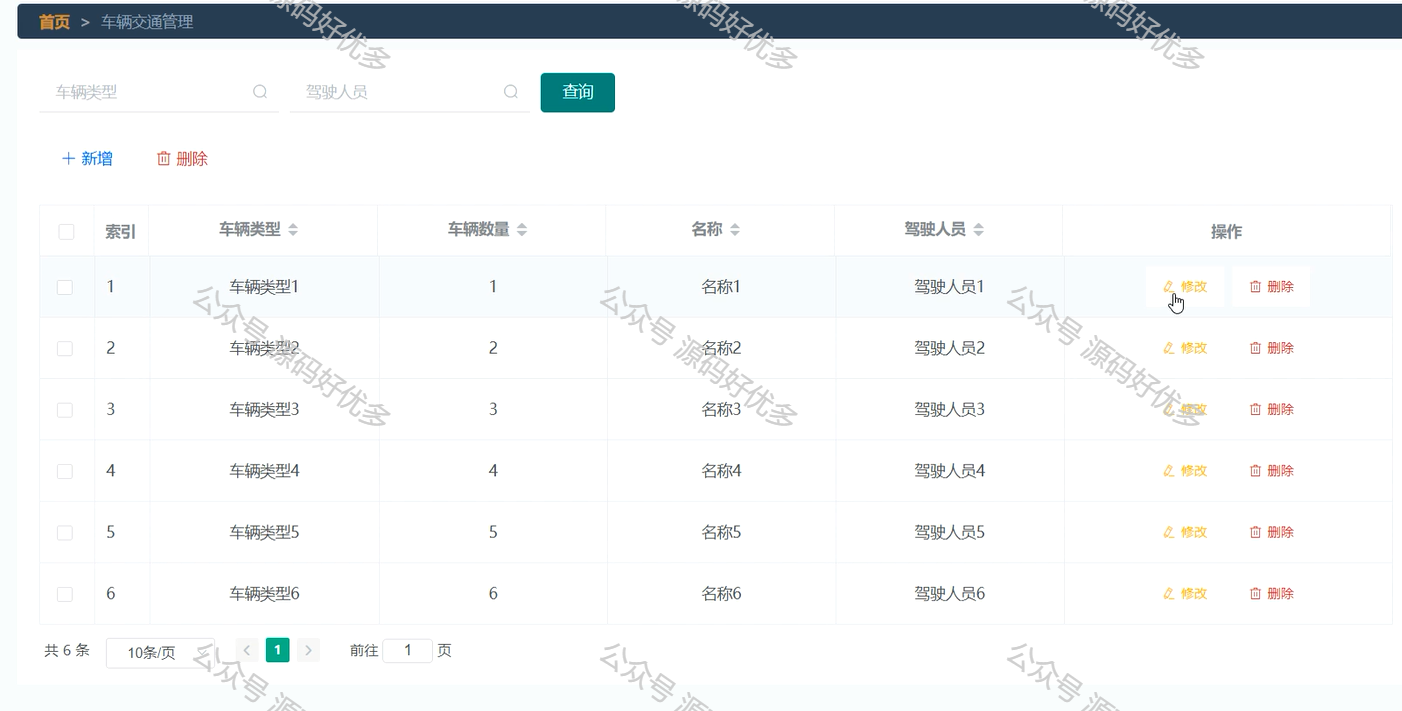 首页 > 车辆交通管理
车辆类型 驾驶人员 查询
新增 删除
索引 车辆类型 车辆数量 名称 驾驶人员 操作
1 车辆类型1 1 名称1 驾驶人员1 修改 删除
2 车辆类型2 2 名称2 驾驶人员2 修改 删除
3 车辆类型3 3 名称3 驾驶人员3 修改 删除
4 车辆类型4 4 名称4 驾驶人员4 修改 删除
5 车辆类型5 5 名称5 驾驶人员5 修改 删除
6 车辆类型6 6 名称6 驾驶人员6 修改 删除
共 6 条 10条/页 1 前往 1 页
源码好优多
源码好优多
源码好优多
公众号 源码好优多
公众号 源码好优多
公众号 源码好优多
公众号 源
公众号 源
公众号 源